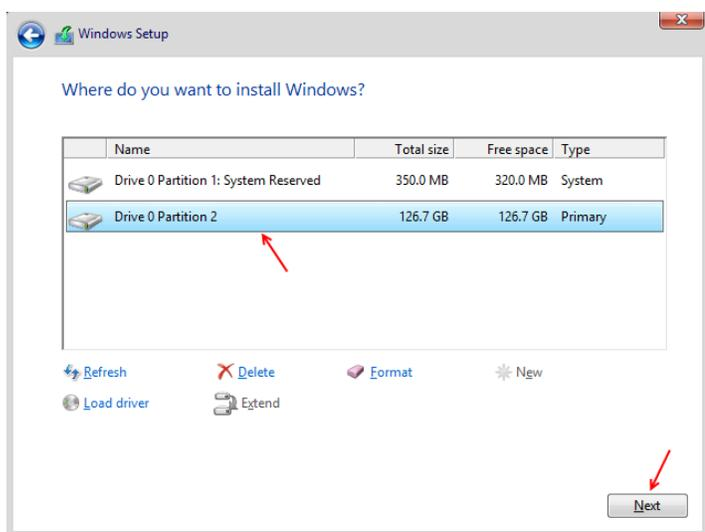 Windows Setup
Where do you want to install Windows?
Name Total size Free space Type
Drive 0 Partition 1: System Reserved 350.0 MB 320.0 MB System
Drive 0 Partition 2 126.7 GB 126.7 GB Primary
Refresh Delete Format New
Load driver Extend
Next